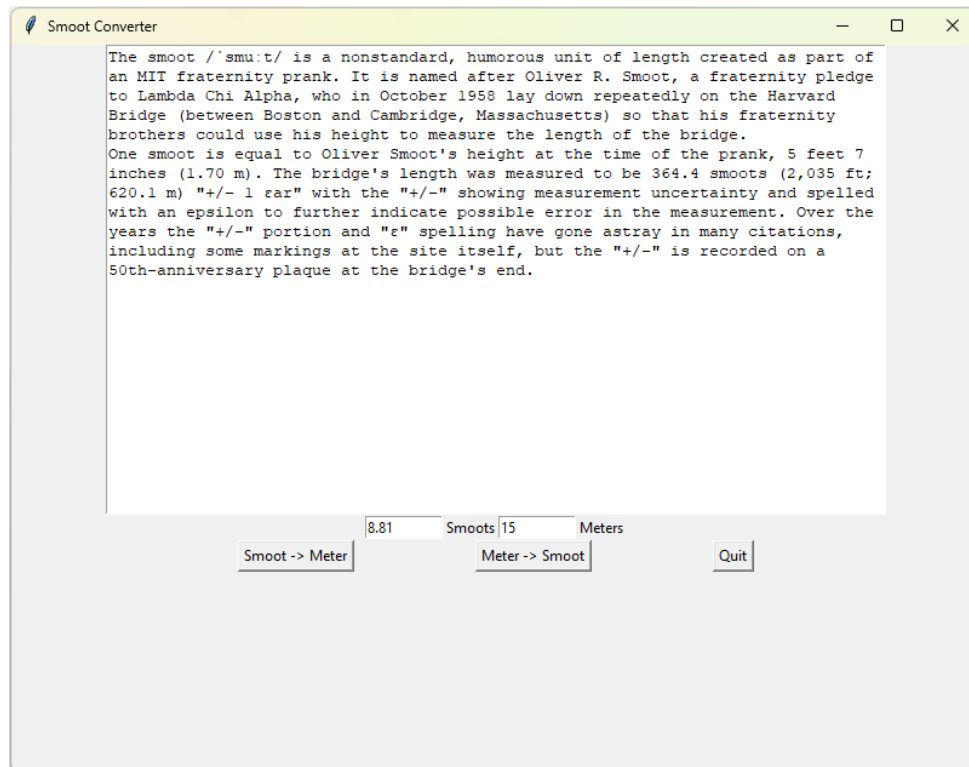 Smoot Converter
The smoot /ˈsmuːt/ is a nonstandard, humorous unit of length created as part of
an MIT fraternity prank. It is named after Oliver R. Smoot, a fraternity pledge
to Lambda Chi Alpha, who in October 1958 lay down repeatedly on the Harvard
Bridge (between Boston and Cambridge, Massachusetts) so that his fraternity
brothers could use his height to measure the length of the bridge.
One smoot is equal to Oliver Smoot's height at the time of the prank, 5 feet 7
inches (1.70 m). The bridge's length was measured to be 364.4 smoots (2,035 ft;
620.1 m) "+/− 1 εar" with the "+/−" showing measurement uncertainty and spelled
with an epsilon to further indicate possible error in the measurement. Over the
years the "+/−" portion and "ε" spelling have gone astray in many citations,
including some markings at the site itself, but the "+/−" is recorded on a
50th-anniversary plaque at the bridge's end.
8.81 Smoots 15 Meters
Smoot -> Meter Meter -> Smoot Quit